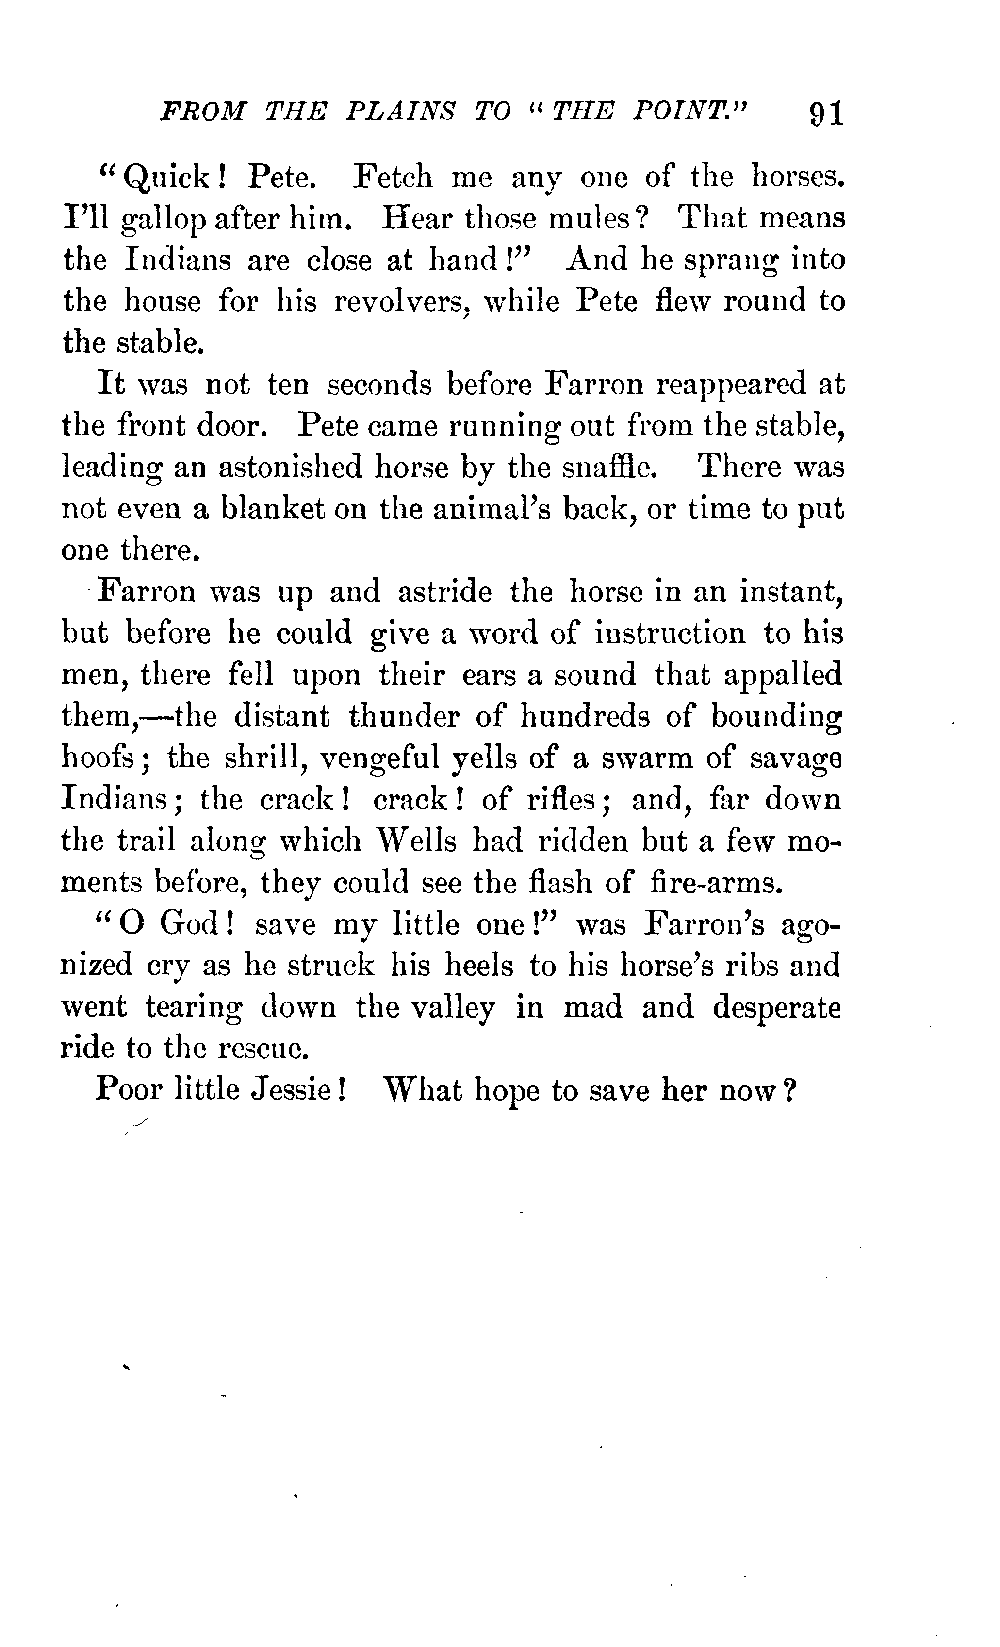 FROM THE PLAINS TO "THE POINT." 91
"Quick! Pete. Fetch me any one of the horses.
I'll gallop after him. Hear those mules? That means
the Indians are close at hand!" And he sprang into
the house for his revolvers, while Pete flew round to
the stable.
It was not ten seconds before Farron reappeared at
the front door. Pete came running out from the stable,
leading an astonished horse by the snaffle. There was
not even a blanket on the animal's back, or time to put
one there.
Farron was up and astride the horse in an instant,
but before he could give a word of instruction to his
men, there fell upon their ears a sound that appalled
them,—the distant thunder of hundreds of bounding
hoofs; the shrill, vengeful yells of a swarm of savage
Indians; the crack! crack! of rifles; and, far down
the trail along which Wells had ridden but a few mo-
ments before, they could see the flash of fire-arms.
"O God! save my little one!" was Farron's ago-
nized cry as he struck his heels to his horse's ribs and
went tearing down the valley in mad and desperate
ride to the rescue.
Poor little Jessie! What hope to save her now?